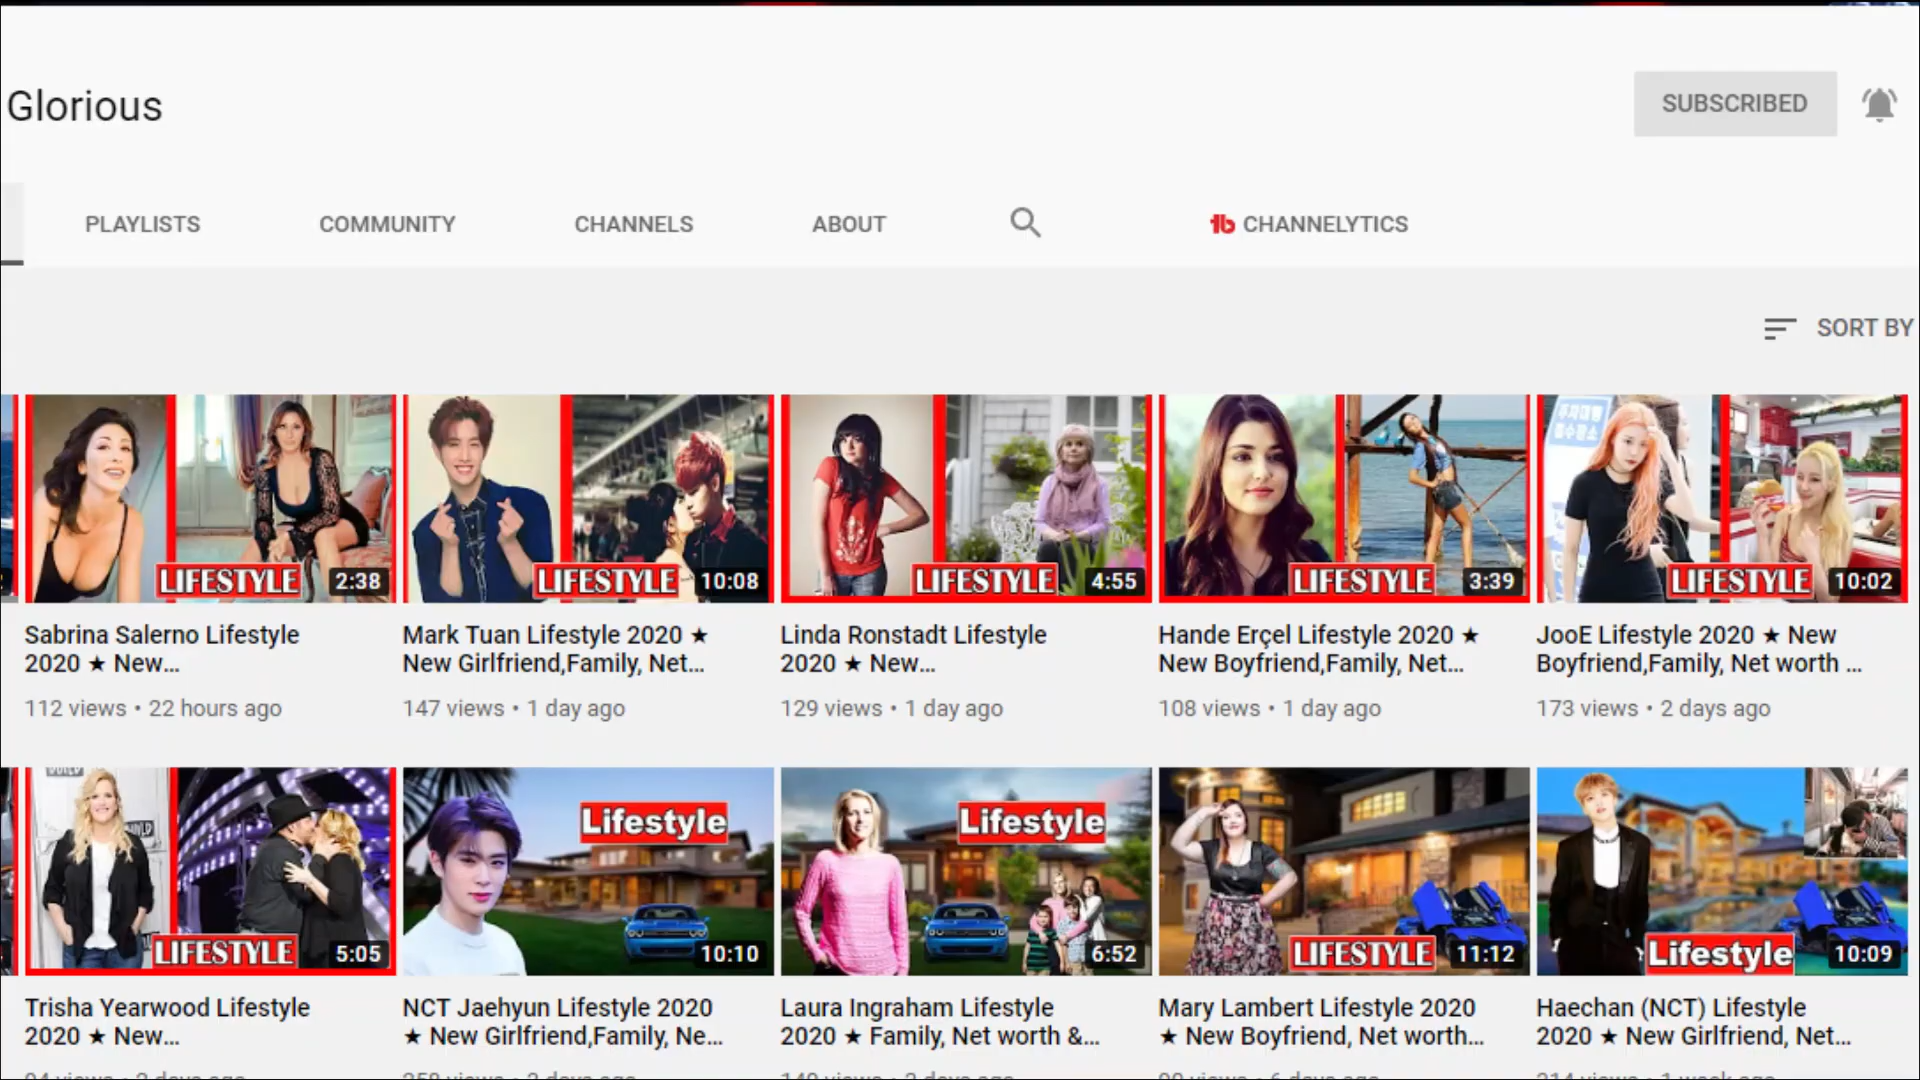 Glorious
SUBSCRIBED
PLAYLISTS
COMMUNITY
CHANNELS
ABOUT
CHANNELYTICS
SORT BY
LIFESTYLE
2:38
LIFESTYLE
10:08
LIFESTYLE
4:55
LIFESTYLE
3:39
LIFESTYLE
10:02
Sabrina Salerno Lifestyle
2020 ★ New...
112 views • 22 hours ago
Mark Tuan Lifestyle 2020 ★
New Girlfriend,Family, Net...
147 views • 1 day ago
Linda Ronstadt Lifestyle
2020 ★ New...
129 views • 1 day ago
Hande Erçel Lifestyle 2020 ★
New Boyfriend,Family, Net...
108 views • 1 day ago
JooE Lifestyle 2020 ★ New
Boyfriend,Family, Net worth ...
173 views • 2 days ago
LIFESTYLE
5:05
Lifestyle
10:10
Lifestyle
6:52
LIFESTYLE
11:12
Lifestyle
10:09
Trisha Yearwood Lifestyle
2020 ★ New...
NCT Jaehyun Lifestyle 2020
★ New Girlfriend,Family, Ne...
Laura Ingraham Lifestyle
2020 ★ Family, Net worth &...
Mary Lambert Lifestyle 2020
★ New Boyfriend, Net worth...
Haechan (NCT) Lifestyle
2020 ★ New Girlfriend, Net...